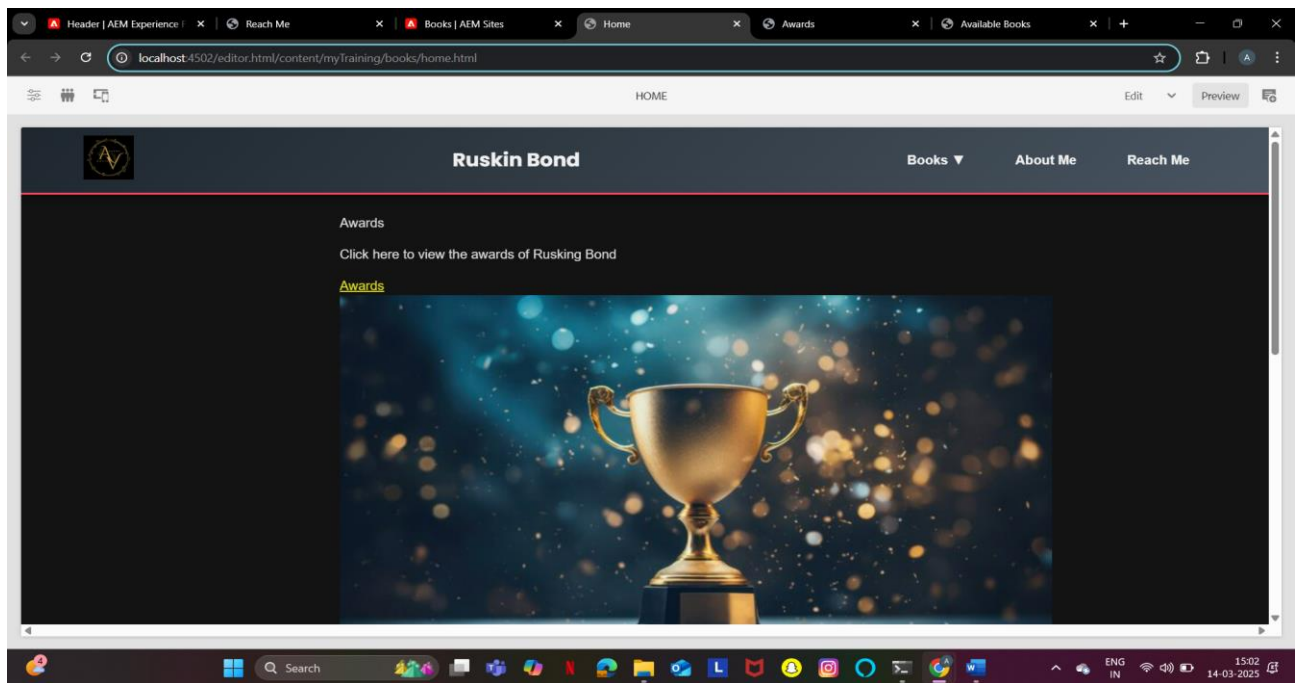 Header | AEM Experience F
Reach Me
Books | AEM Sites
Home
Awards
Available Books
localhost:4502/editor.html/content/myTraining/books/home.html
A
HOME
Edit
Preview
AV
Ruskin Bond
Books ▼
About Me
Reach Me
Awards
Click here to view the awards of Rusking Bond
Awards
4
Search
L
ENG
IN
15:02
14-03-2025